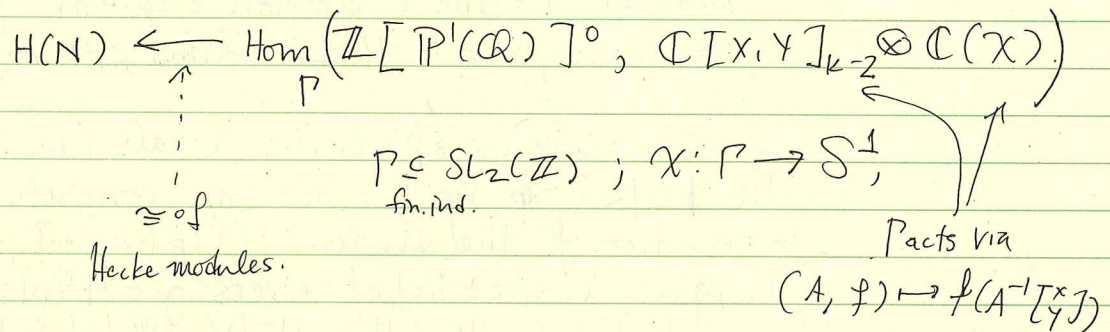 H(N) ← Hom_Γ (ℤ[ℙ¹(ℚ)]⁰, ℂ[X,Y]_{k-2} ⊗ ℂ(χ))
Γ ⊆ SL₂(ℤ) ; χ: Γ → S¹,
fin. ind.
≅ of
Hecke modules.
Γ acts via
(A, f) ↦ f(A⁻¹[x y])